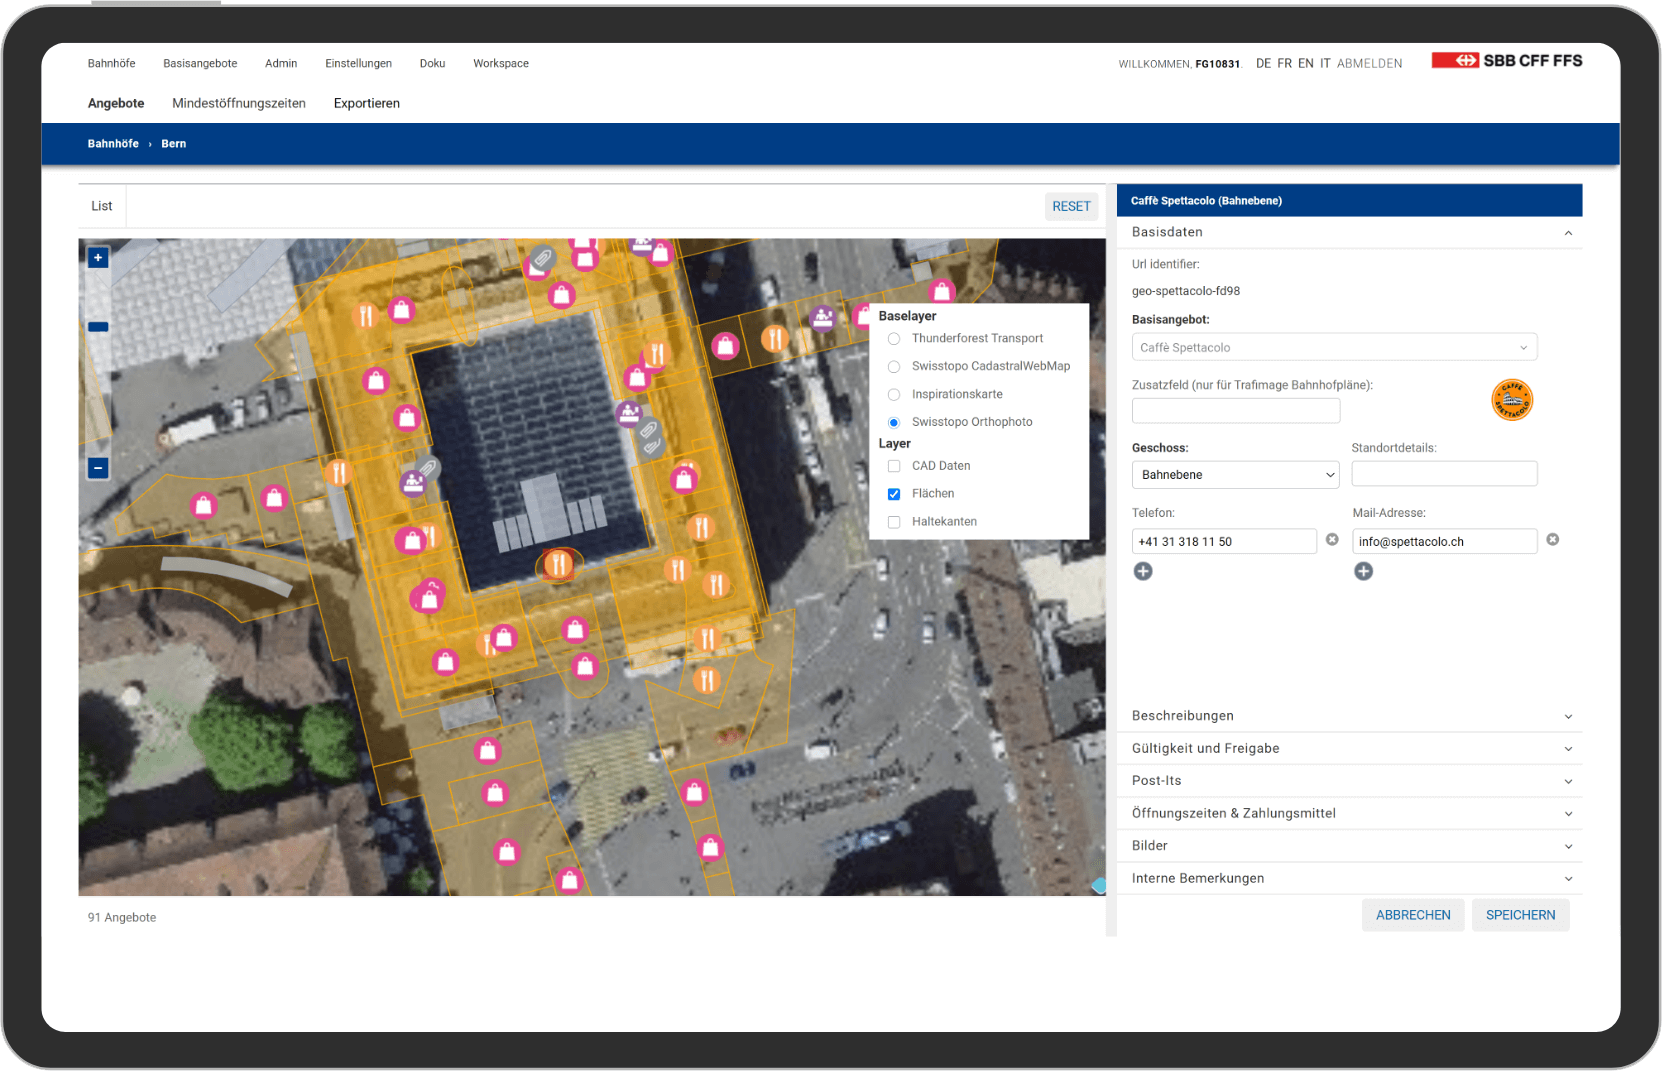 Bahnhöfe Basisangebote Admin Einstellungen Doku Workspace
WILLKOMMEN, FG10831. DE FR EN IT ABMELDEN
SBB CFF FFS
Angebote Mindestöffnungszeiten Exportieren
Bahnhöfe › Bern
List
RESET
+
−
Baselayer
Thunderforest Transport
Swisstopo CadastralWebMap
Inspirationskarte
Swisstopo Orthophoto
Layer
CAD Daten
Flächen
Haltekanten
91 Angebote
Caffè Spettacolo (Bahnebene)
Basisdaten
Url identifier:
geo-spettacolo-fd98
Basisangebot:
Caffè Spettacolo
Zusatzfeld (nur für Trafimage Bahnhofpläne):
CAFFÈ
SPETTACOLO
Geschoss: Standortdetails:
Bahnebene
Telefon: Mail-Adresse:
+41 31 318 11 50 info@spettacolo.ch
Beschreibungen
Gültigkeit und Freigabe
Post-Its
Öffnungszeiten & Zahlungsmittel
Bilder
Interne Bemerkungen
ABBRECHEN SPEICHERN